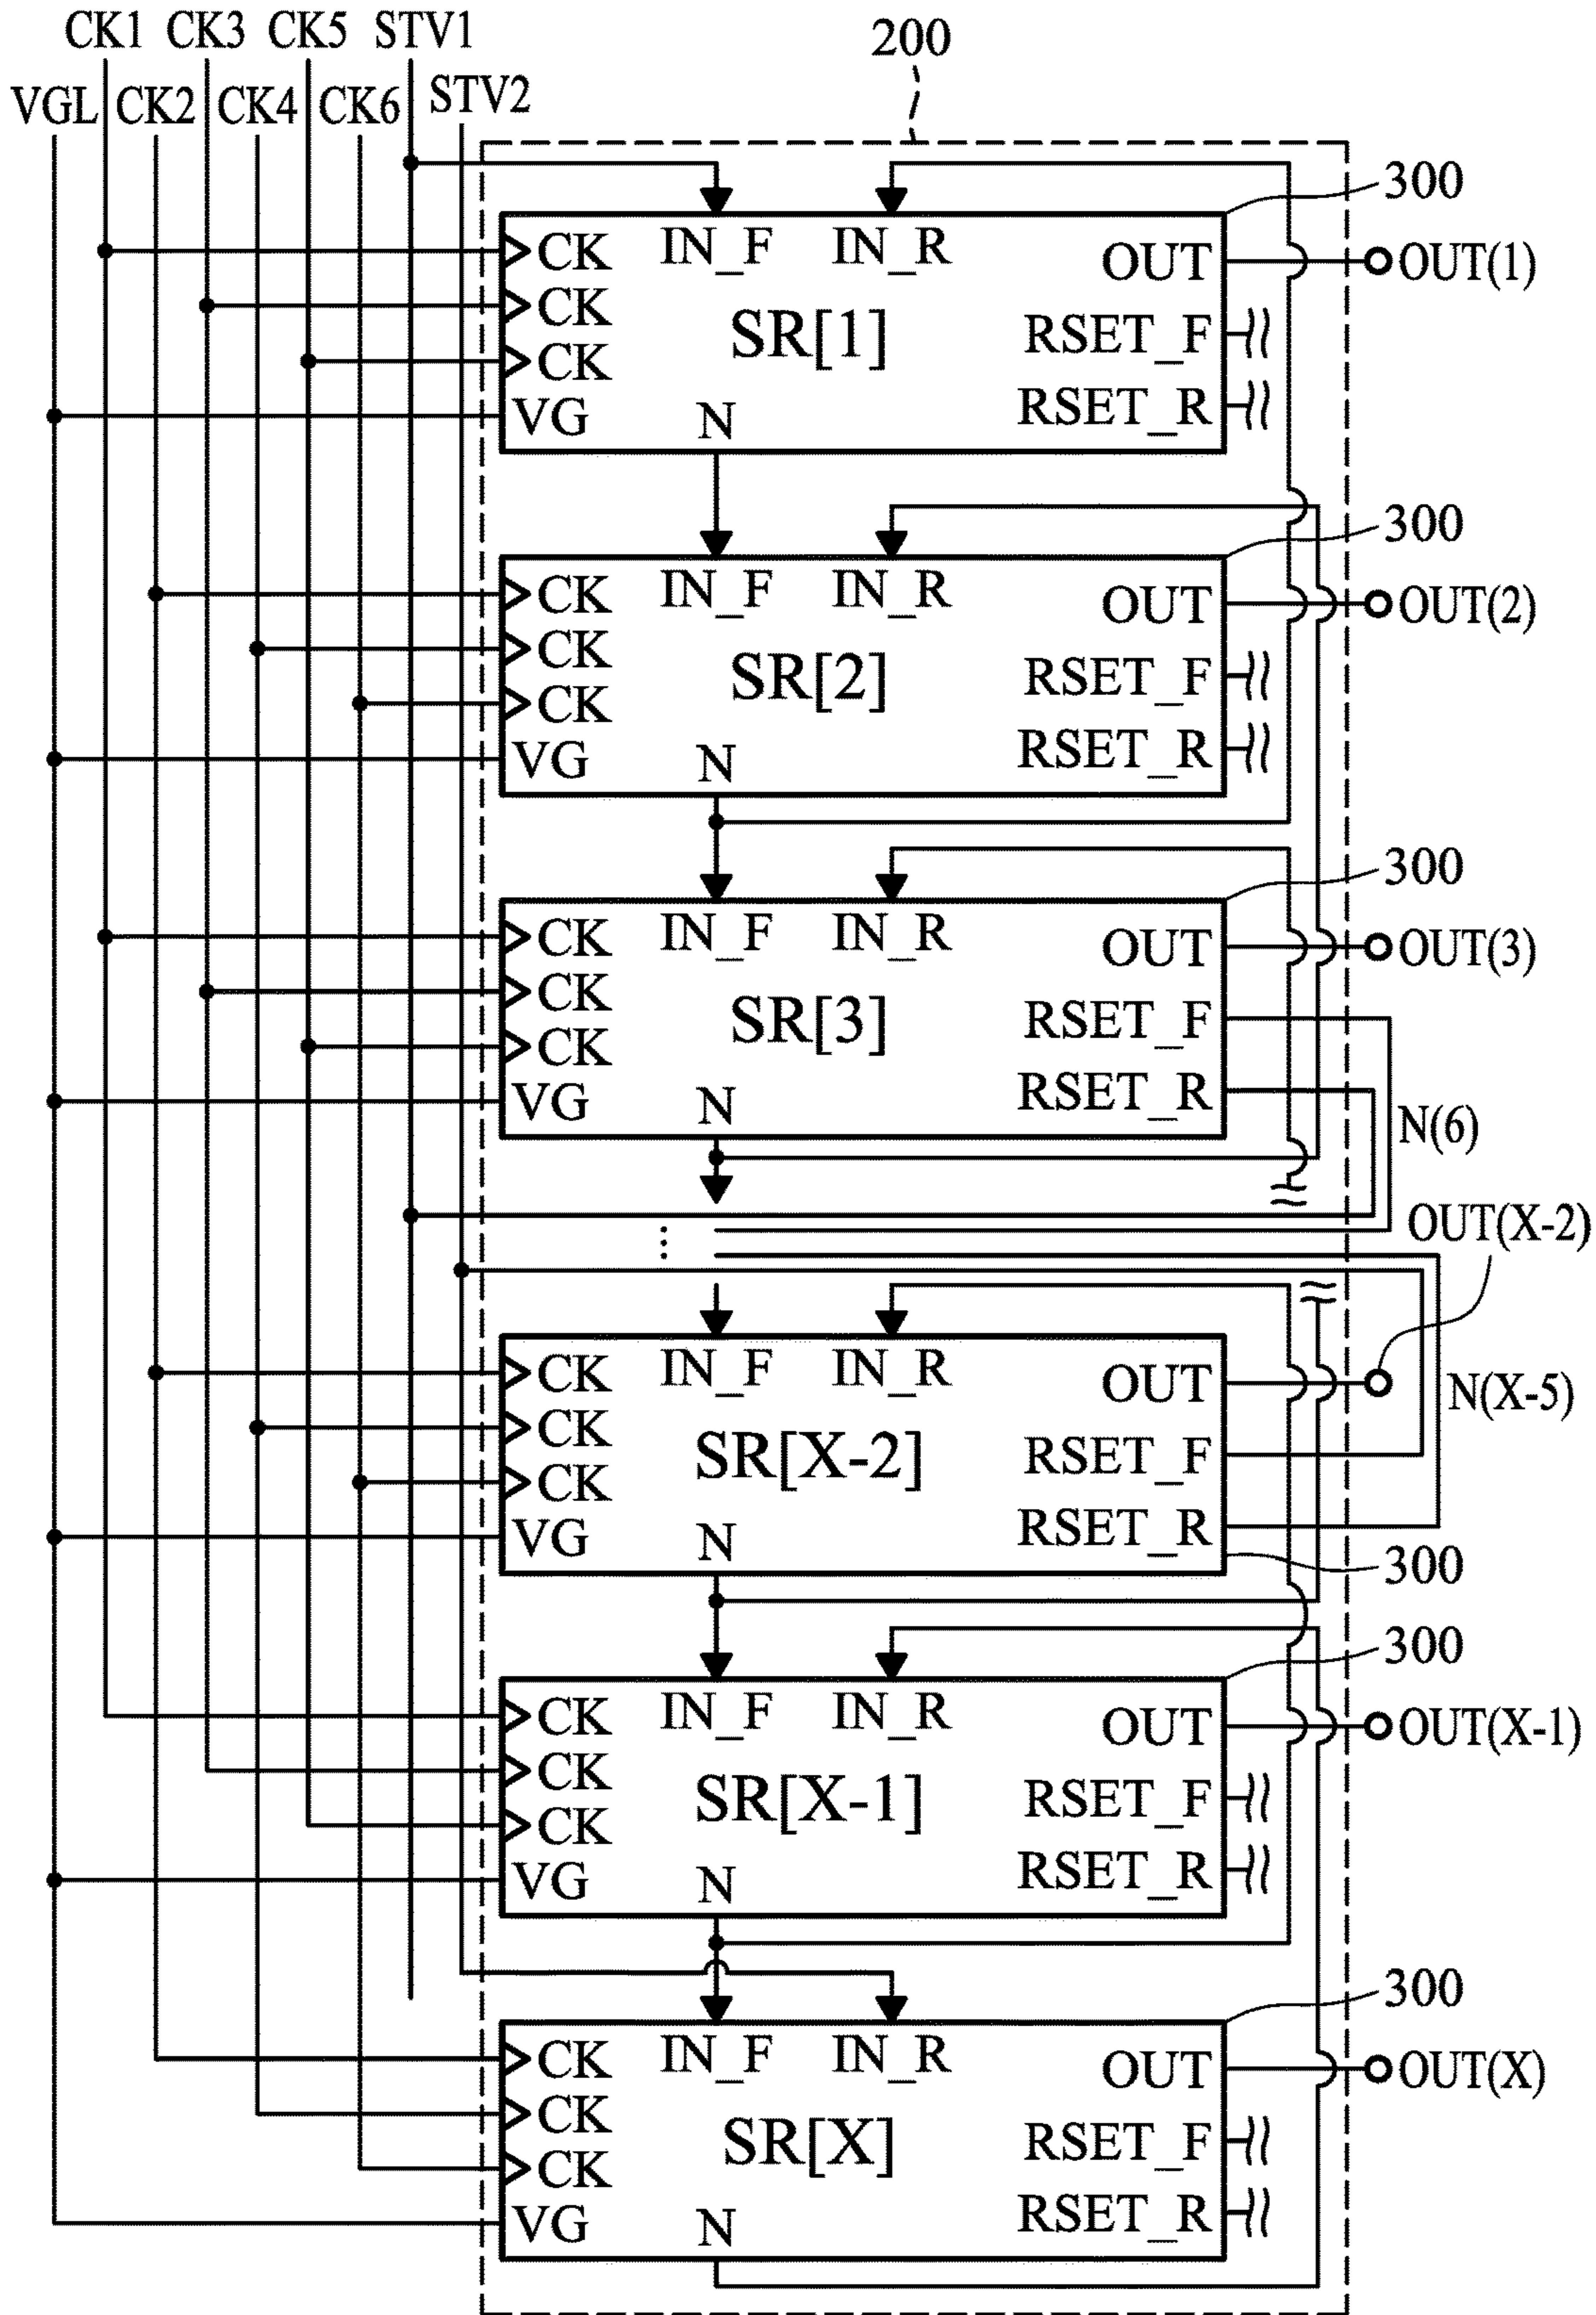 CK1 CK3 CK5 STV1 200
VGL CK2 CK4 CK6 STV2
300
CK IN_F IN_R OUT OUT(1)
CK SR[1] RSET_F
CK RSET_R
VG N
300
CK IN_F IN_R OUT OUT(2)
CK SR[2] RSET_F
CK RSET_R
VG N
300
CK IN_F IN_R OUT OUT(3)
CK SR[3] RSET_F
CK RSET_R
VG N N(6)
OUT(X-2)
CK IN_F IN_R OUT N(X-5)
CK SR[X-2] RSET_F
CK RSET_R
VG N 300
300
CK IN_F IN_R OUT OUT(X-1)
CK SR[X-1] RSET_F
CK RSET_R
VG N
300
CK IN_F IN_R OUT OUT(X)
CK SR[X] RSET_F
CK RSET_R
VG N